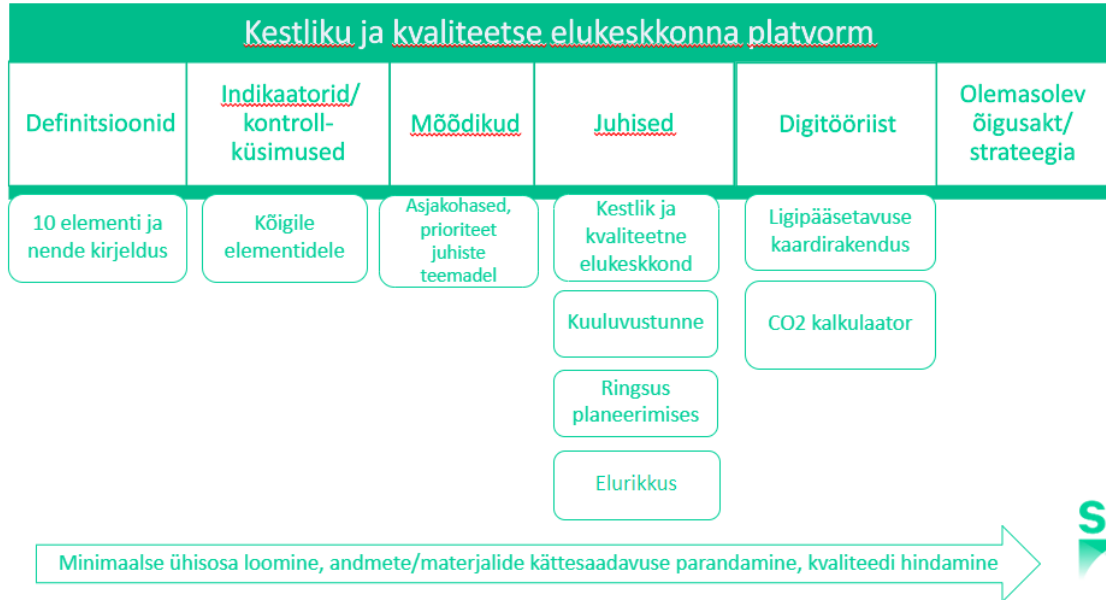 Kestliku ja kvaliteetse elukeskkonna platvorm
Definitsioonid
Indikaatorid/
kontroll-
küsimused
Mõõdikud
Juhised
Digitööriist
Olemasolev
õigusakt/
strateegia
10 elementi ja
nende kirjeldus
Kõigile
elementidele
Asjakohased,
prioriteet
juhiste
teemadel
Kestlik ja
kvaliteetne
elukeskkond
Kuuluvustunne
Ringsus
planeerimises
Elurikkus
Ligipääsetavuse
kaardirakendus
CO2 kalkulaator
Minimaalse ühisosa loomine, andmete/materjalide kättesaadavuse parandamine, kvaliteedi hindamine
S